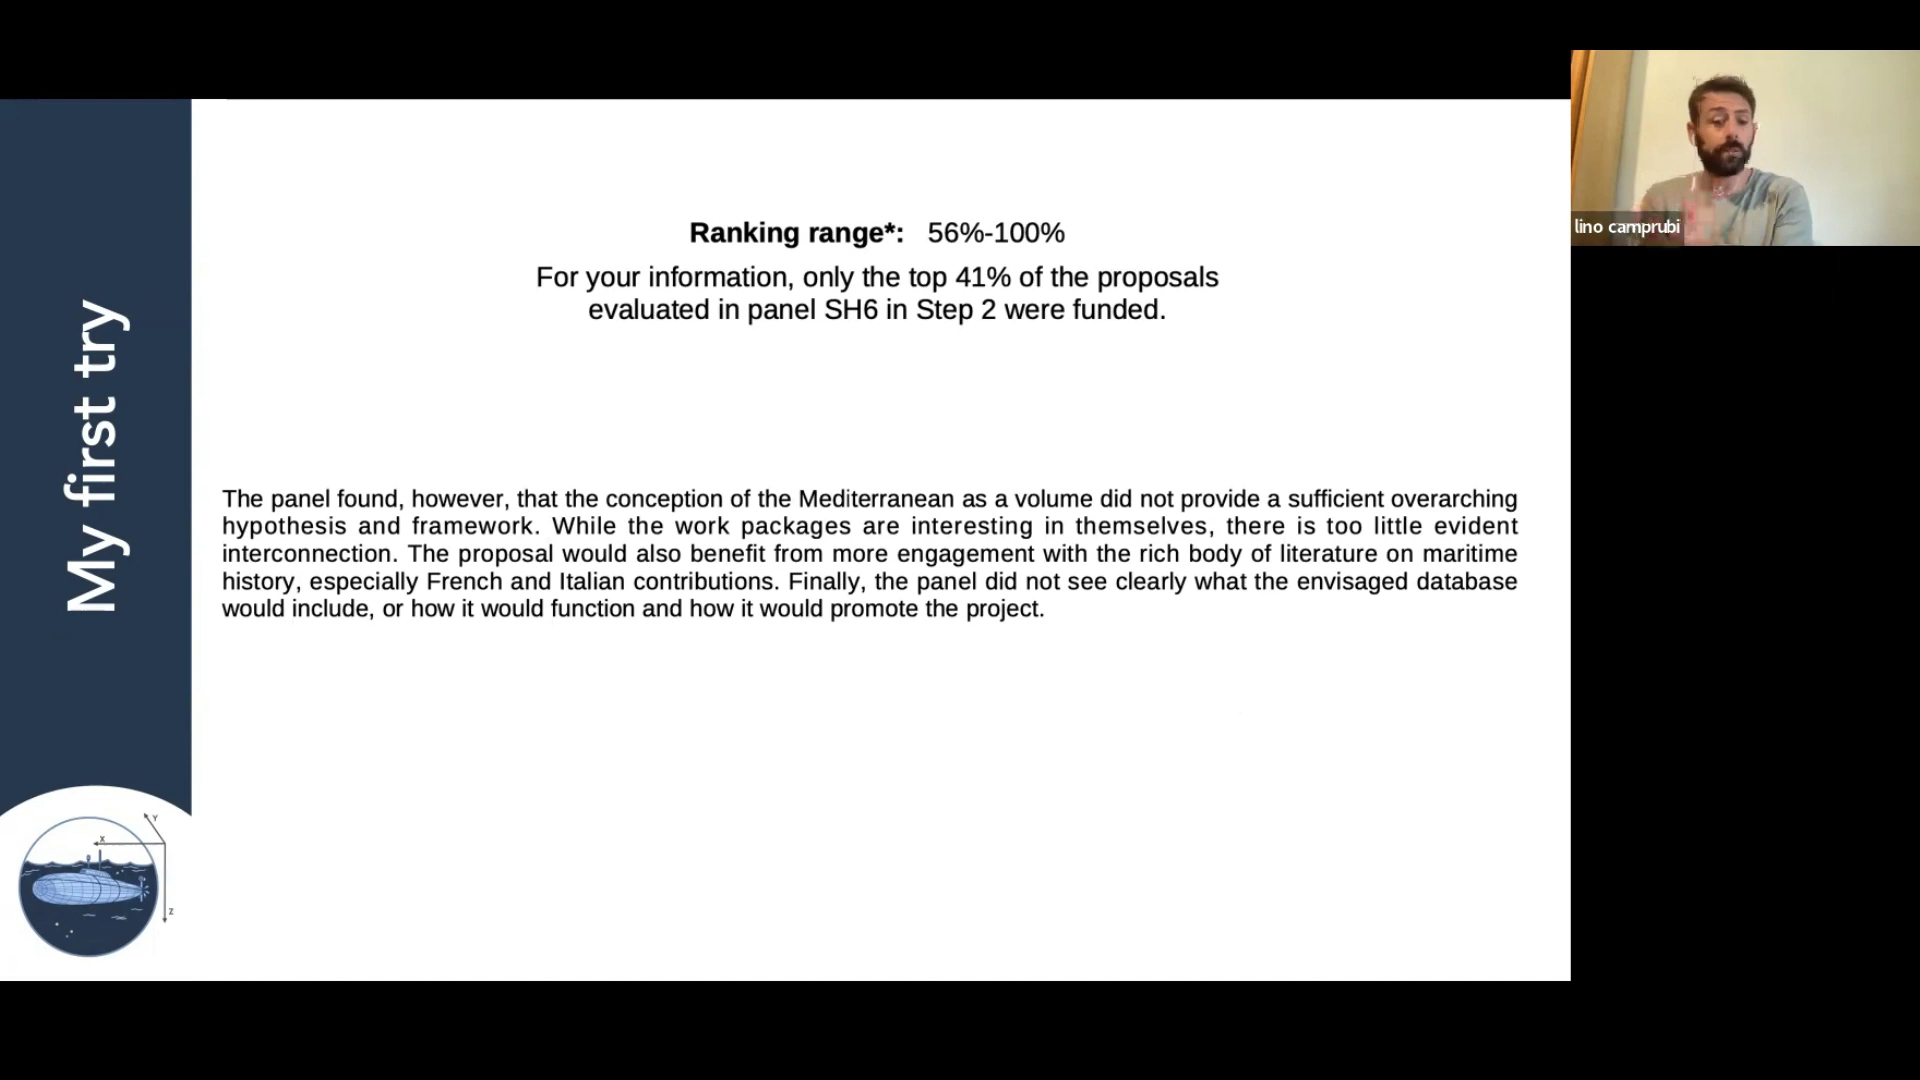 My first try
Ranking range*: 56%-100%
For your information, only the top 41% of the proposals
evaluated in panel SH6 in Step 2 were funded.
The panel found, however, that the conception of the Mediterranean as a volume did not provide a sufficient overarching
hypothesis and framework. While the work packages are interesting in themselves, there is too little evident
interconnection. The proposal would also benefit from more engagement with the rich body of literature on maritime
history, especially French and Italian contributions. Finally, the panel did not see clearly what the envisaged database
would include, or how it would function and how it would promote the project.
lino camprubi
Y
X
Z